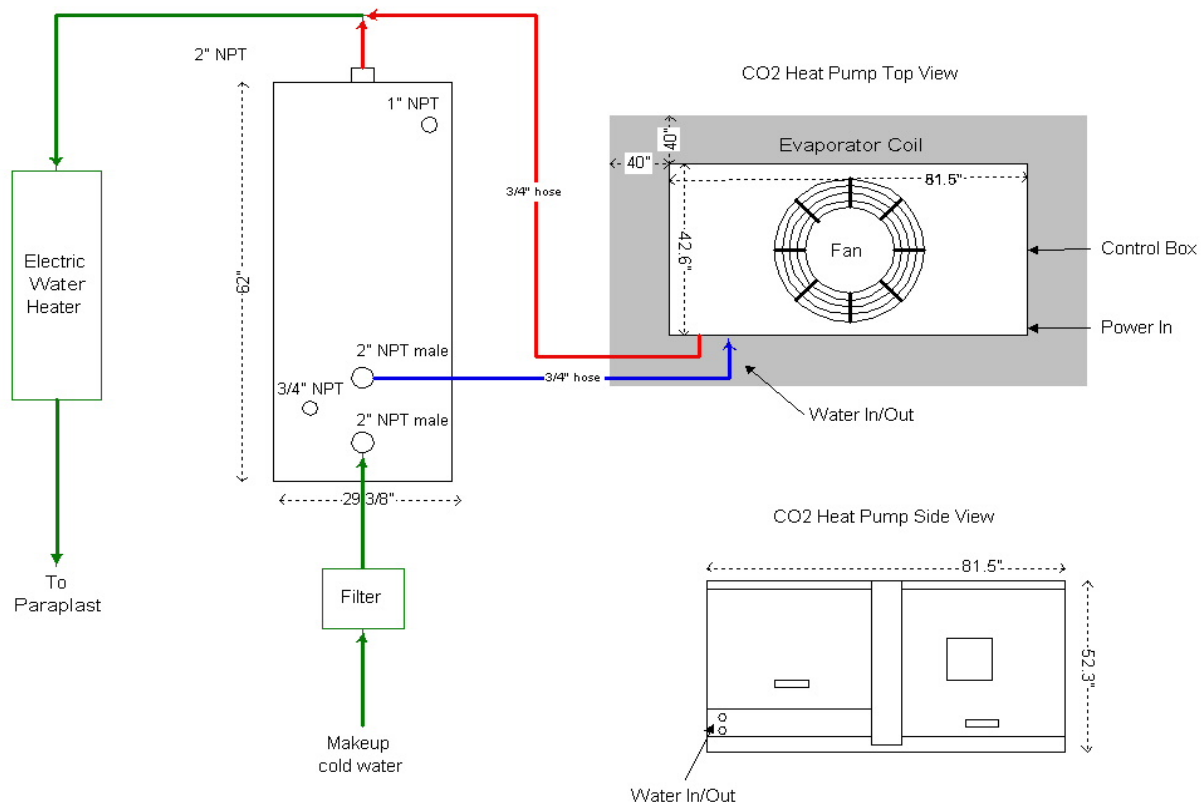 2" NPT
CO2 Heat Pump Top View
1" NPT
40"
40"
Evaporator Coil
81.5"
3/4" hose
Electric
Water
Heater
62"
42.6"
Fan
Control Box
Power In
2" NPT male
3/4" hose
3/4" NPT
2" NPT male
Water In/Out
29 3/8"
CO2 Heat Pump Side View
81.5"
To
Paraplast
Filter
52.3"
Makeup
cold water
Water In/Out